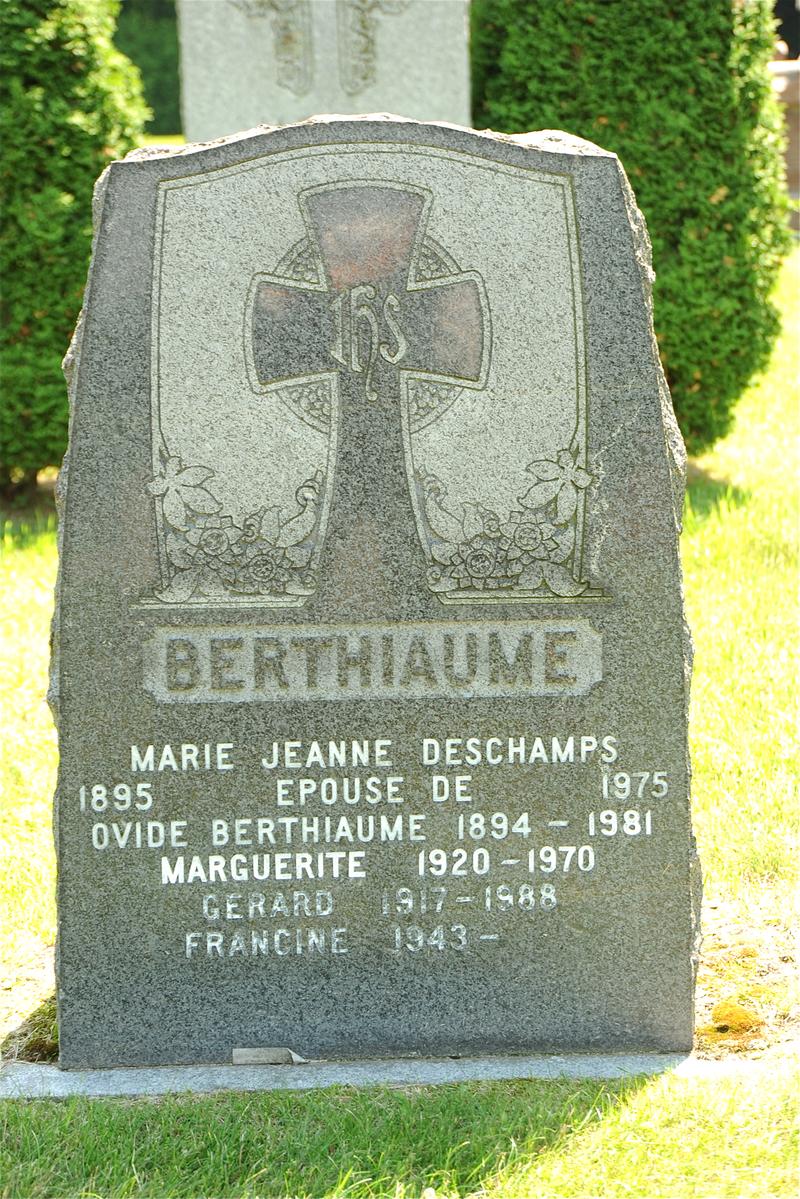 IHS
BERTHIAUME
MARIE JEANNE DESCHAMPS
1895 EPOUSE DE 1975
OVIDE BERTHIAUME 1894 - 1981
MARGUERITE 1920 - 1970
GERARD 1917 - 1988
FRANCINE 1943 -